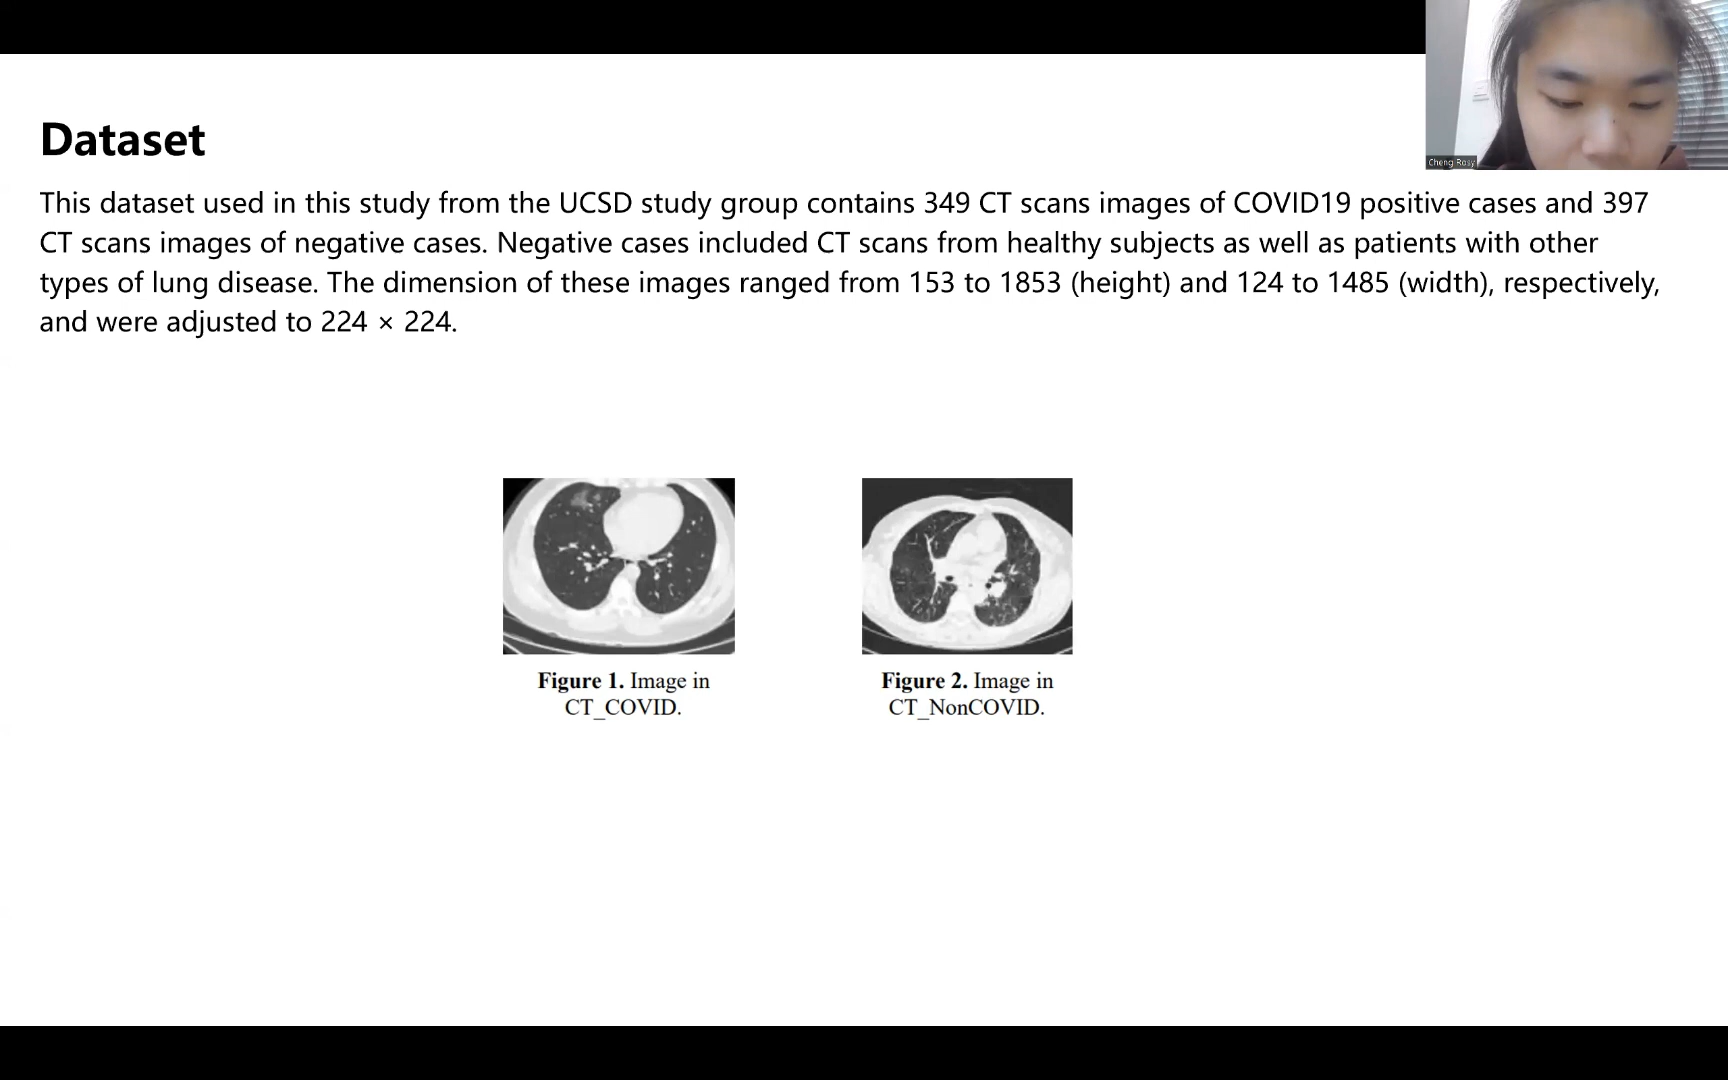 Dataset
Cheng Rosy
This dataset used in this study from the UCSD study group contains 349 CT scans images of COVID19 positive cases and 397
CT scans images of negative cases. Negative cases included CT scans from healthy subjects as well as patients with other
types of lung disease. The dimension of these images ranged from 153 to 1853 (height) and 124 to 1485 (width), respectively,
and were adjusted to 224 × 224.
Figure 1. Image in
CT_COVID.
Figure 2. Image in
CT_NonCOVID.